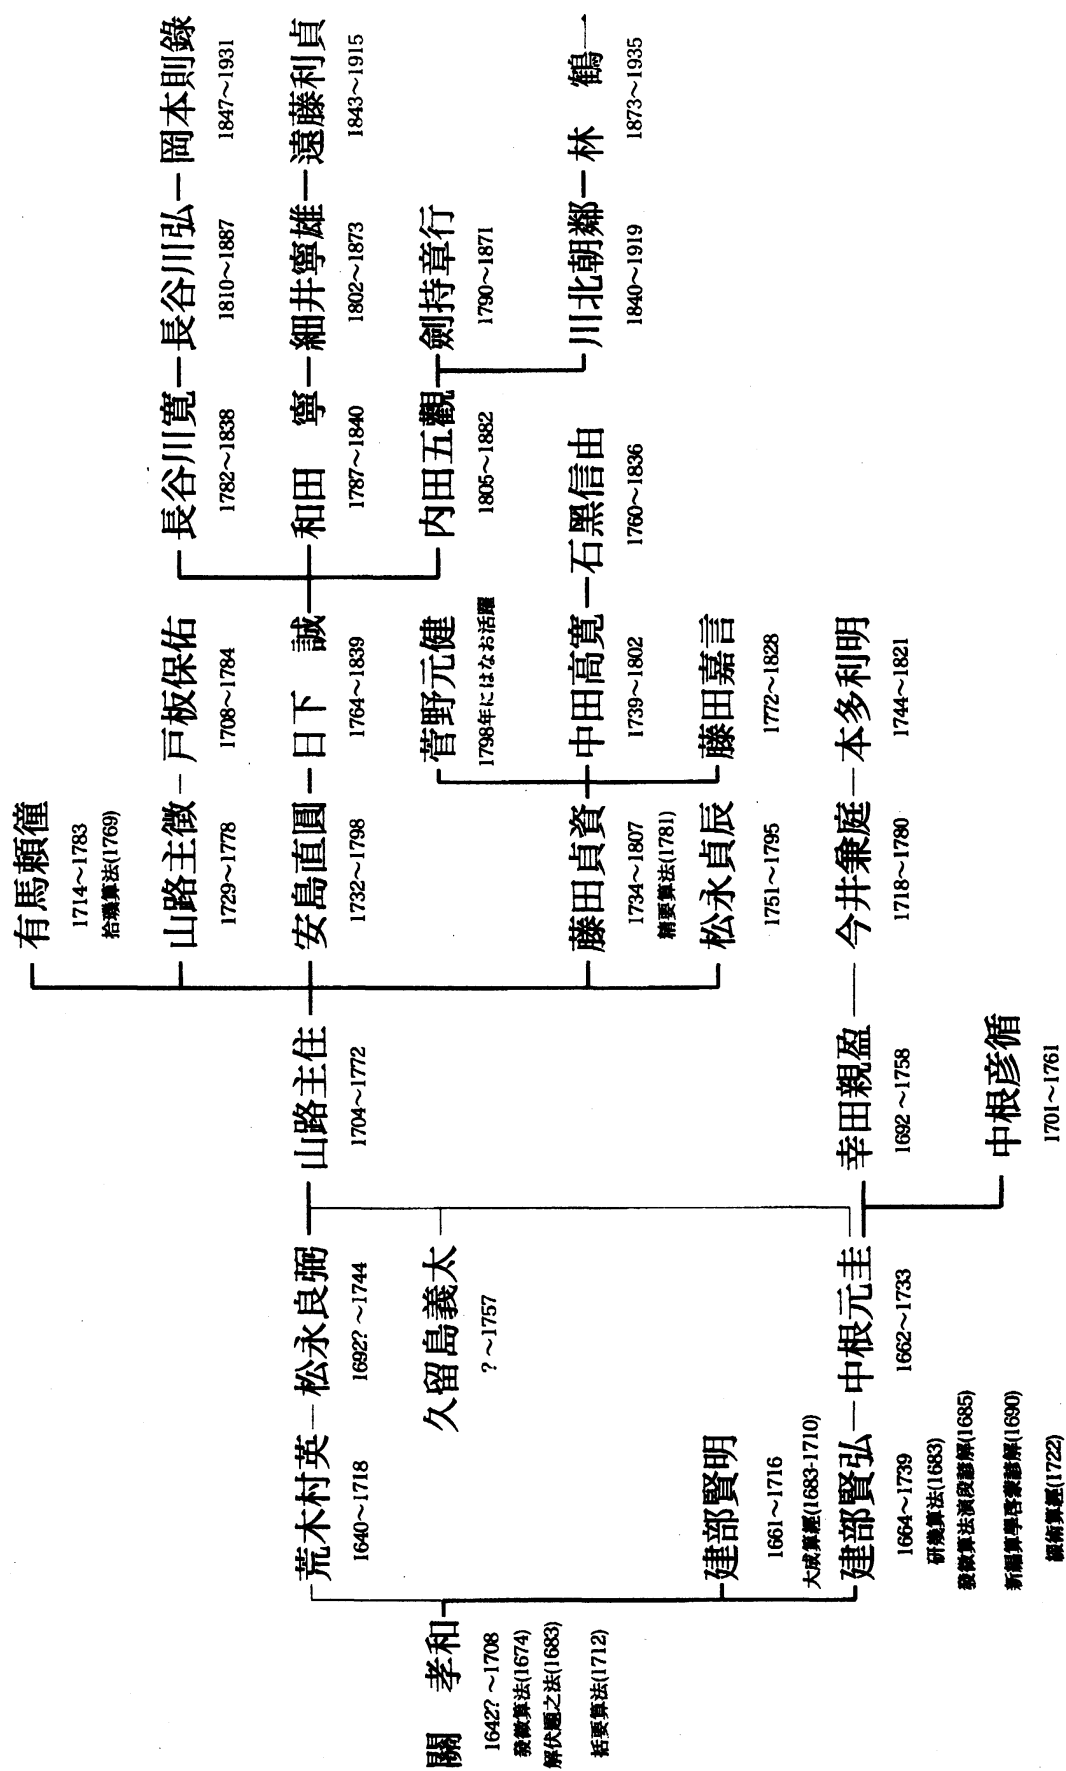 關　孝和
1642?～1708
發微算法(1674)
解伏題之法(1683)
括要算法(1712)
荒木村英
1640～1718
建部賢明
1661～1716
大成算經(1683-1710)
建部賢弘
1664～1739
研幾算法(1683)
發微算法演段諺解(1685)
新編算學啓蒙諺解(1690)
綴術算經(1722)
松永良弼
1692?～1744
久留島義太
?～1757
中根元圭
1662～1733
山路主住
1704～1772
幸田親盈
1692～1758
中根彦循
1701～1761
有馬頼徸
1714～1783
拾璣算法(1769)
山路主徴
1729～1778
安島直圓
1732～1798
藤田貞資
1734～1807
精要算法(1781)
松永貞辰
1751～1795
今井兼庭
1718～1780
戸板保佑
1708～1784
日下　誠
1764～1839
菅野元健
1798年にはなお活躍
中田高寛
1739～1802
藤田嘉言
1772～1828
本多利明
1744～1821
長谷川寛
1782～1838
和田　寧
1787～1840
内田五觀
1805～1882
石黑信由
1760～1836
長谷川弘
1810～1887
細井寧雄
1802～1873
劍持章行
1790～1871
川北朝鄰
1840～1919
岡本則錄
1847～1931
遠藤利貞
1843～1915
林　鶴一
1873～1935